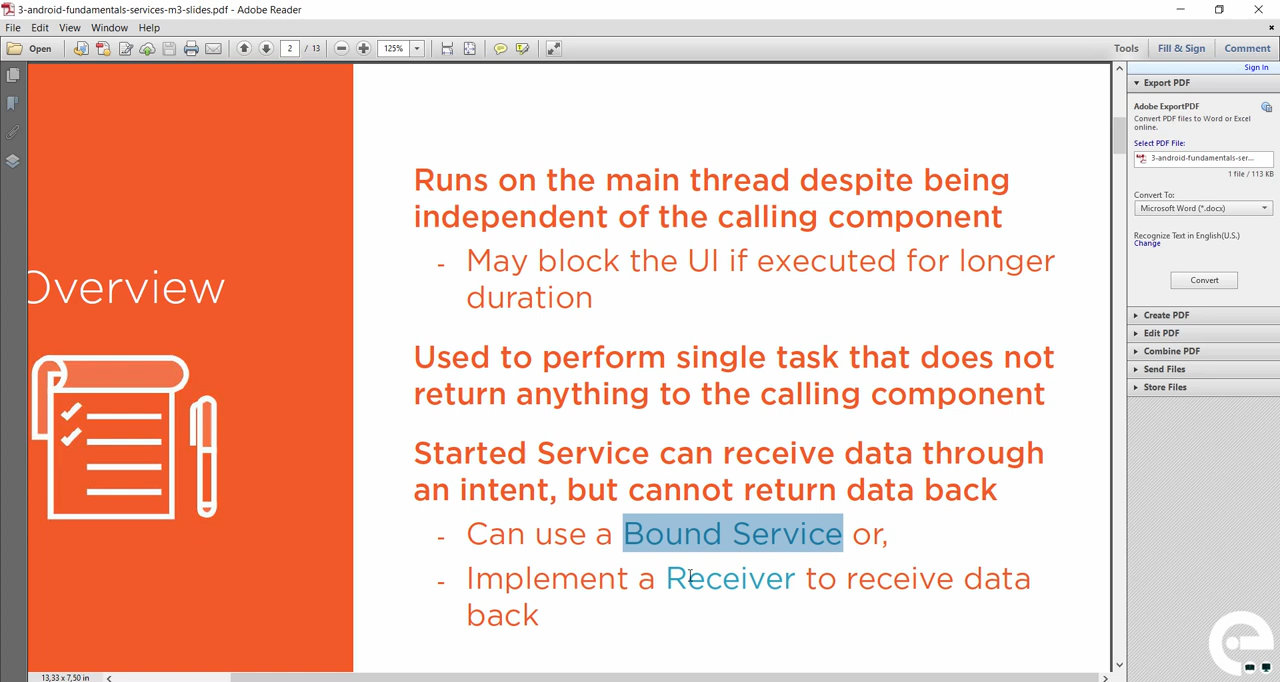 3-android-fundamentals-services-m3-slides.pdf - Adobe Reader
File Edit View Window Help
Open 2 / 13 125% Tools Fill & Sign Comment
Sign In
Export PDF
Adobe ExportPDF
Convert PDF files to Word or Excel
online.
Select PDF File:
3-android-fundamentals-ser...
1 file / 113 KB
Convert To:
Microsoft Word (*.docx)
Recognize Text in English(U.S.)
Change
Convert
Create PDF
Edit PDF
Combine PDF
Send Files
Store Files
Overview
Runs on the main thread despite being
independent of the calling component
- May block the UI if executed for longer
duration
Used to perform single task that does not
return anything to the calling component
Started Service can receive data through
an intent, but cannot return data back
- Can use a Bound Service or,
- Implement a Receiver to receive data
back
13,33 x 7,50 in